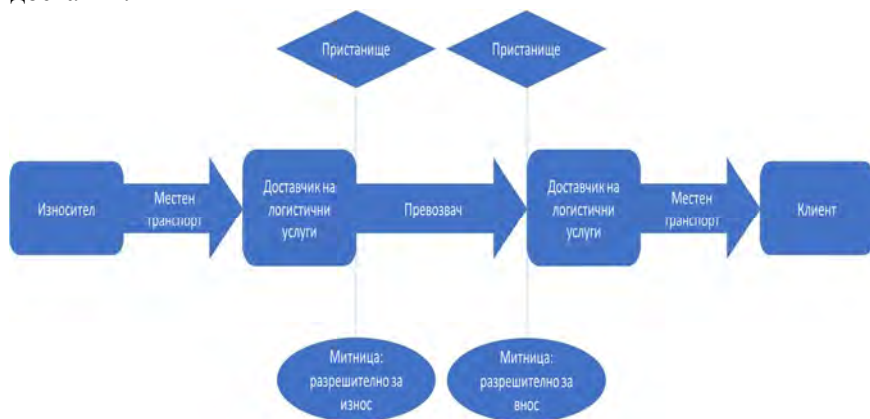 Пристанище
Пристанище
Износител
Местен
транспорт
Доставчик на
логистични
услуги
Превозвач
Доставчик на
логистични
услуги
Местен
транспорт
Клиент
Митница:
разрешително за
износ
Митница:
разрешително за
внос